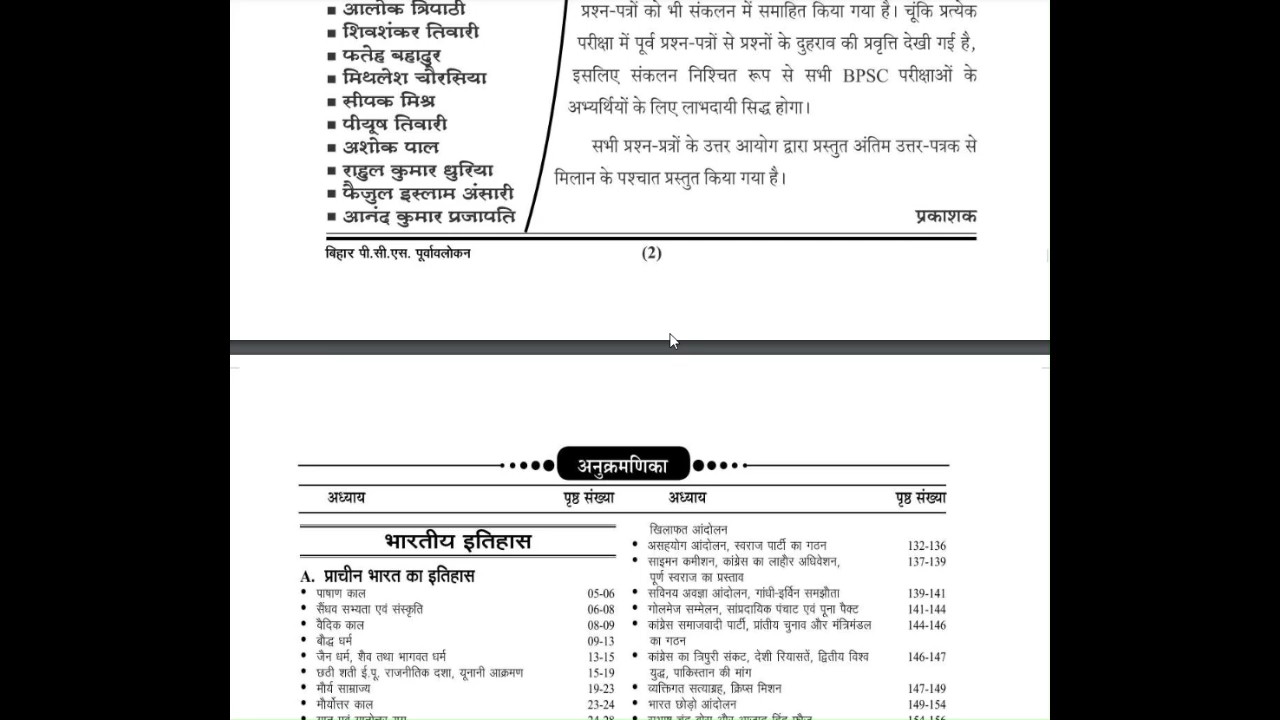 ■ आलोक त्रिपाठी
■ शिवशंकर तिवारी
■ फतेह बहादुर
■ मिथलेश चौरसिया
■ सीपक मिश्र
■ पीयूष तिवारी
■ अशोक पाल
■ राहुल कुमार धुरिया
■ फैजुल इस्लाम अंसारी
■ आनंद कुमार प्रजापति
प्रश्न-पत्रों को भी संकलन में समाहित किया गया है। चूंकि प्रत्येक
परीक्षा में पूर्व प्रश्न-पत्रों से प्रश्नों के दुहराव की प्रवृत्ति देखी गई है,
इसलिए संकलन निश्चित रूप से सभी BPSC परीक्षाओं के
अभ्यर्थियों के लिए लाभदायी सिद्ध होगा।
सभी प्रश्न-प्रत्रों के उत्तर आयोग द्वारा प्रस्तुत अंतिम उत्तर-पत्रक से
मिलान के पश्चात प्रस्तुत किया गया है।
प्रकाशक
बिहार पी.सी.एस. पूर्वावलोकन (2)
अनुक्रमणिका
अध्याय पृष्ठ संख्या अध्याय पृष्ठ संख्या
भारतीय इतिहास
A. प्राचीन भारत का इतिहास
• पाषाण काल 05-06
• सैंधव सभ्यता एवं संस्कृति 06-08
• वैदिक काल 08-09
• बौद्ध धर्म 09-13
• जैन धर्म, शैव तथा भागवत धर्म 13-15
• छठी शती ई.पू. राजनीतिक दशा, यूनानी आक्रमण 15-19
• मौर्य साम्राज्य 19-23
• मौर्योत्तर काल 23-24
खिलाफत आंदोलन
• असहयोग आंदोलन, स्वराज पार्टी का गठन 132-136
• साइमन कमीशन, कांग्रेस का लाहौर अधिवेशन, 137-139
पूर्ण स्वराज का प्रस्ताव
• सविनय अवज्ञा आंदोलन, गांधी-इर्विन समझौता 139-141
• गोलमेज सम्मेलन, सांप्रदायिक पंचाट एवं पूना पैक्ट 141-144
• कांग्रेस समाजवादी पार्टी, प्रांतीय चुनाव और मंत्रिमंडल 144-146
का गठन
• कांग्रेस का त्रिपुरी संकट, देशी रियासतें, द्वितीय विश्व 146-147
युद्ध, पाकिस्तान की मांग
• व्यक्तिगत सत्याग्रह, क्रिप्स मिशन 147-149
• भारत छोड़ो आंदोलन 149-154